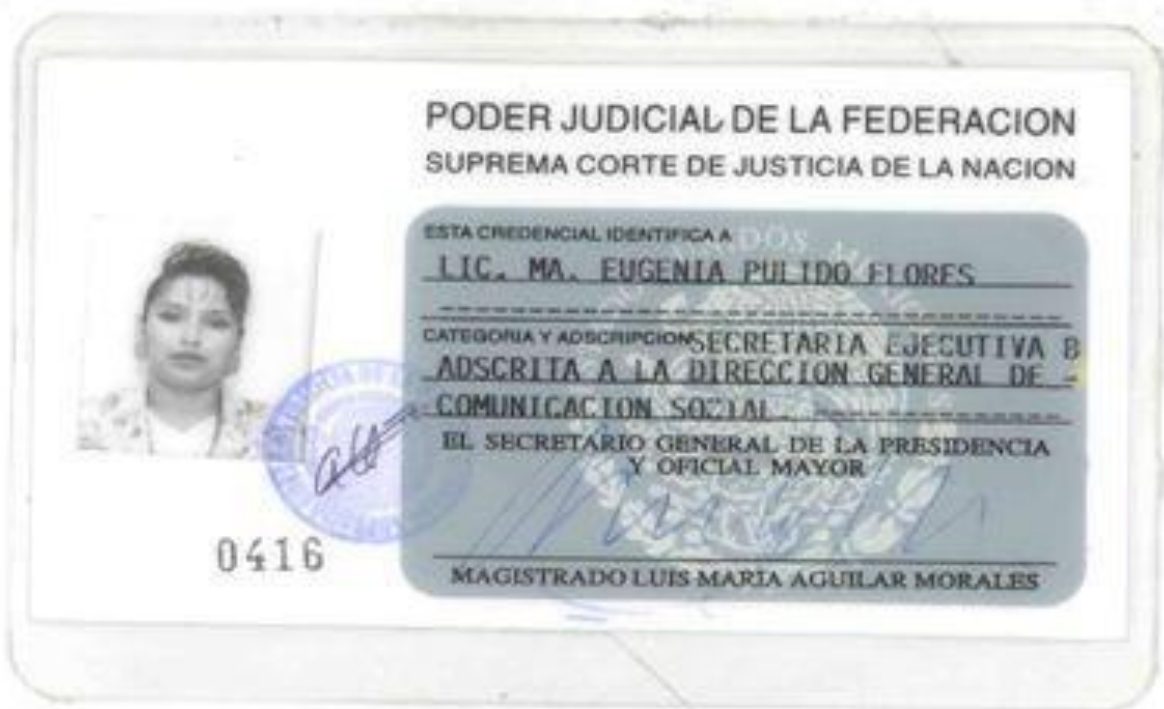 PODER JUDICIAL DE LA FEDERACION
SUPREMA CORTE DE JUSTICIA DE LA NACION
ESTA CREDENCIAL IDENTIFICA A
LIC. MA. EUGENIA PULIDO FLORES
CATEGORIA Y ADSCRIPCION SECRETARIA EJECUTIVA B
ADSCRITA A LA DIRECCION GENERAL DE -
COMUNICACION SOCIAL.
EL SECRETARIO GENERAL DE LA PRESIDENCIA
Y OFICIAL MAYOR
0416
MAGISTRADO LUIS MARIA AGUILAR MORALES